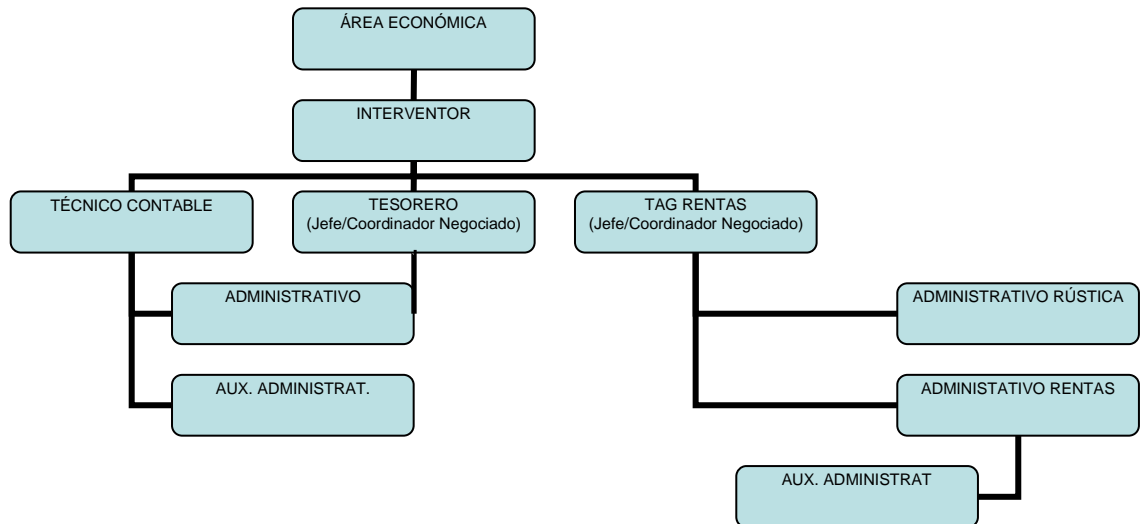 ÁREA ECONÓMICA
INTERVENTOR
TÉCNICO CONTABLE
TESORERO
(Jefe/Coordinador Negociado)
TAG RENTAS
(Jefe/Coordinador Negociado)
ADMINISTRATIVO
ADMINISTRATIVO RÚSTICA
AUX. ADMINISTRAT.
ADMINISTATIVO RENTAS
AUX. ADMINISTRAT